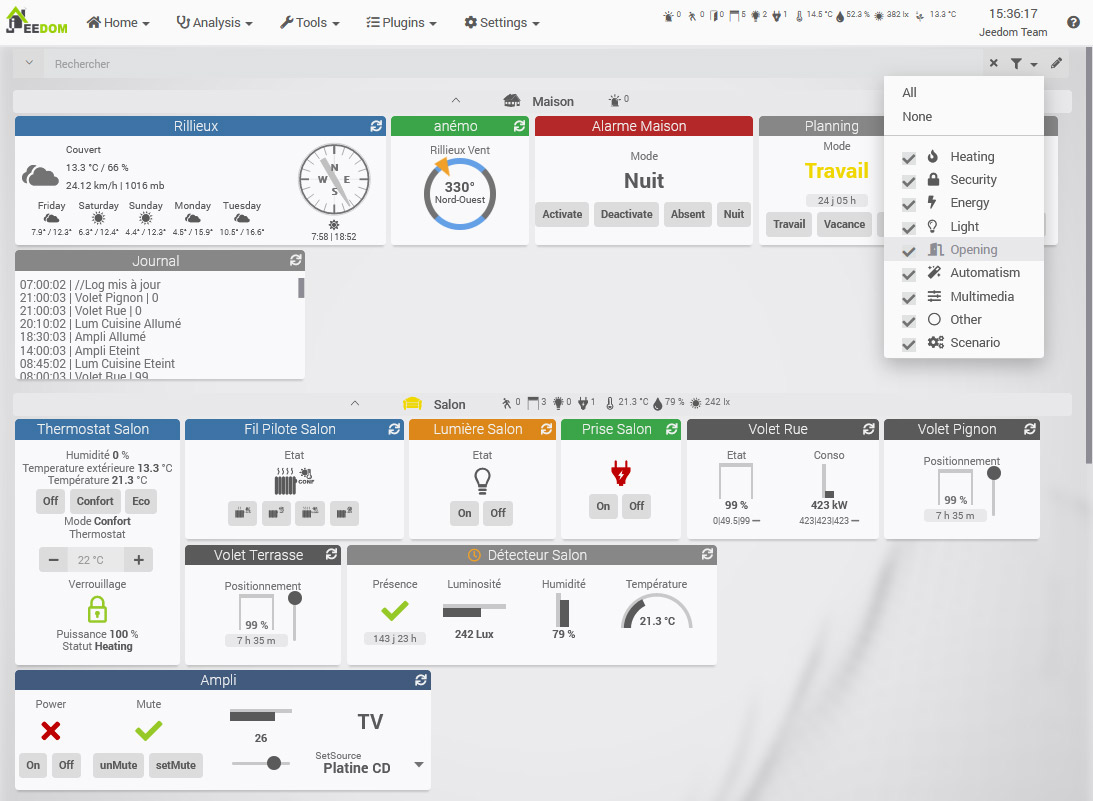 JEEDOM
Home
Analysis
Tools
Plugins
Settings
0 0 0 5 2 1 14.5 °C 52.3 % 382 lx 13.3 °C
15:36:17
Jeedom Team
Rechercher
All
None
Heating
Security
Energy
Light
Opening
Automatism
Multimedia
Other
Scenario
Maison 0
Rillieux
Couvert
13.3 °C / 66 %
24.12 km/h | 1016 mb
Friday Saturday Sunday Monday Tuesday
7.9° / 12.3° 6.3° / 12.4° 4.4° / 12.3° 4.5° / 15.9° 10.5° / 16.6°
N
W E
S
7:58 | 18:52
anémo
Rillieux Vent
330°
Nord-Ouest
Alarme Maison
Mode
Nuit
Activate Deactivate Absent Nuit
Planning
Mode
Travail
24 j 05 h
Travail Vacance
Journal
07:00:02 | //Log mis à jour
21:00:03 | Volet Pignon | 0
21:00:03 | Volet Rue | 0
20:10:02 | Lum Cuisine Allumé
18:30:03 | Ampli Allumé
14:00:03 | Ampli Eteint
08:45:02 | Lum Cuisine Eteint
08:00:03 | Volet Rue | 99
Salon 0 3 0 1 21.3 °C 79 % 242 lx
Thermostat Salon
Humidité 0 %
Temperature extérieure 13.3 °C
Température 21.3 °C
Off Confort Eco
Mode Confort
Thermostat
− 22 °C +
Verrouillage
Puissance 100 %
Statut Heating
Fil Pilote Salon
Etat
CONF
Lumière Salon
Etat
On Off
Prise Salon
On Off
Volet Rue
Etat Conso
99 % 423 kW
0|49.5|99 423|423|423
Volet Pignon
Positionnement
99 %
7 h 35 m
Volet Terrasse
Positionnement
99 %
7 h 35 m
Détecteur Salon
Présence Luminosité Humidité Température
143 j 23 h 242 Lux 79 % 21.3 °C
Ampli
Power Mute
26
TV
On Off unMute setMute
SetSource
Platine CD